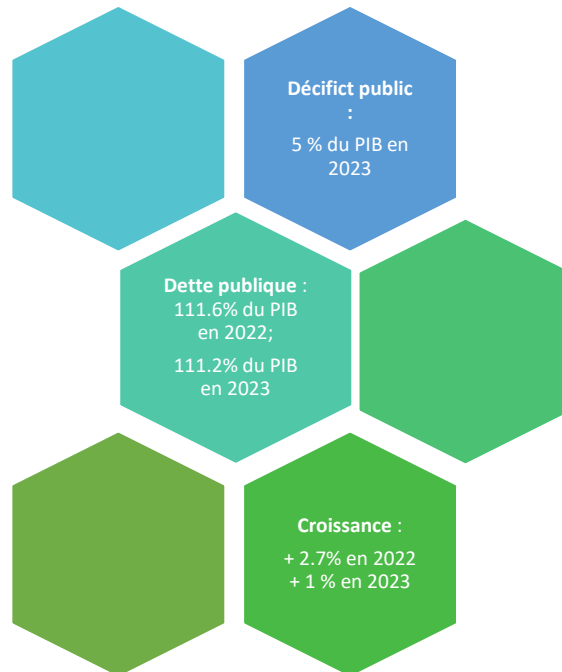 Décifict public
:
5 % du PIB en
2023
Dette publique :
111.6% du PIB
en 2022;
111.2% du PIB
en 2023
Croissance :
+ 2.7% en 2022
+ 1 % en 2023